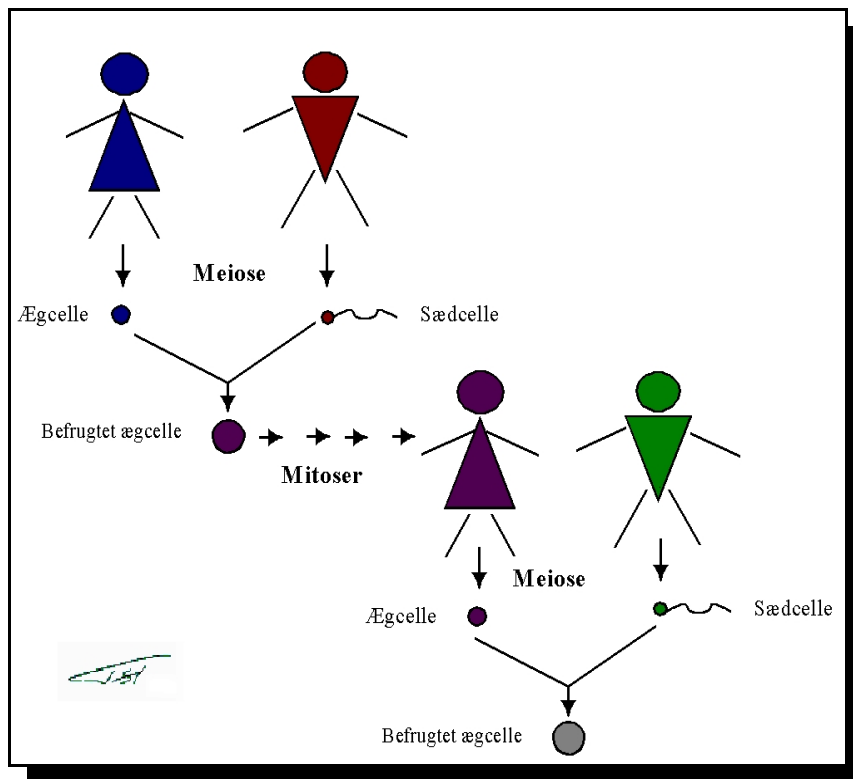 Meiose
Ægcelle
Sædcelle
Befrugtet ægcelle
Mitoser
Meiose
Ægcelle
Sædcelle
Befrugtet ægcelle